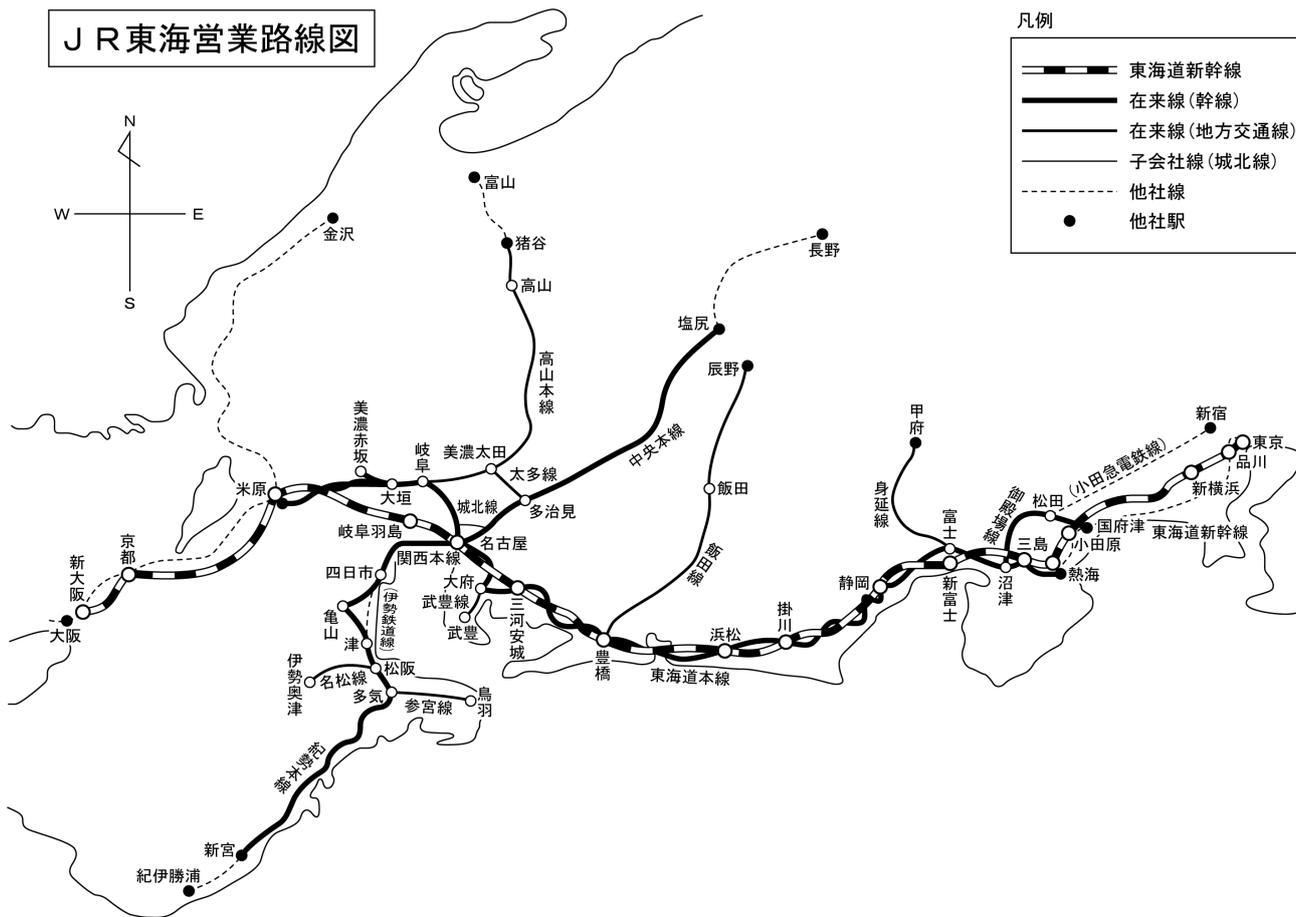 JR東海営業路線図
凡例
東海道新幹線
在来線(幹線)
在来線(地方交通線)
子会社線(城北線)
他社線
他社駅
N
W
E
S
富山
金沢
猪谷
高山
長野
塩尻
辰野
高山本線
美濃赤坂
岐阜
美濃太田
太多線
中央本線
甲府
新宿
東京
品川
(小田急電鉄線)
新横浜
米原
大垣
城北線
多治見
飯田
身延線
御殿場線
松田
国府津
東海道新幹線
岐阜羽島
名古屋
富士
三島
小田原
京都
新大阪
関西本線
四日市
大府
飯田線
静岡
新富士
沼津
熱海
武豊線
(伊勢鉄道線)
大阪
亀山
武豊
三河安城
掛川
津
豊橋
浜松
伊勢奥津
松阪
東海道本線
名松線
多気
参宮線
鳥羽
紀勢本線
新宮
紀伊勝浦